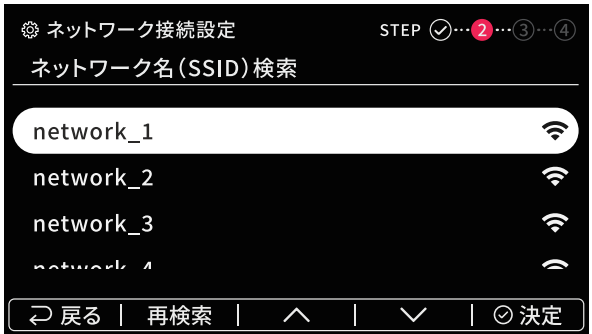 ネットワーク接続設定 STEP 2 3 4
ネットワーク名（SSID）検索
network_1
network_2
network_3
network_4
戻る 再検索 決定